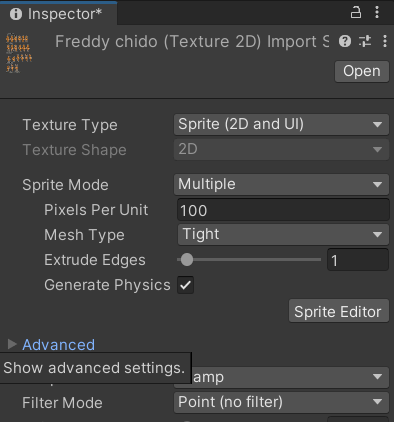 Inspector*
Freddy chido (Texture 2D) Import S
Open
Texture Type Sprite (2D and UI)
Texture Shape 2D
Sprite Mode Multiple
Pixels Per Unit 100
Mesh Type Tight
Extrude Edges 1
Generate Physics
Sprite Editor
Advanced
Show advanced settings.
amp
Filter Mode Point (no filter)